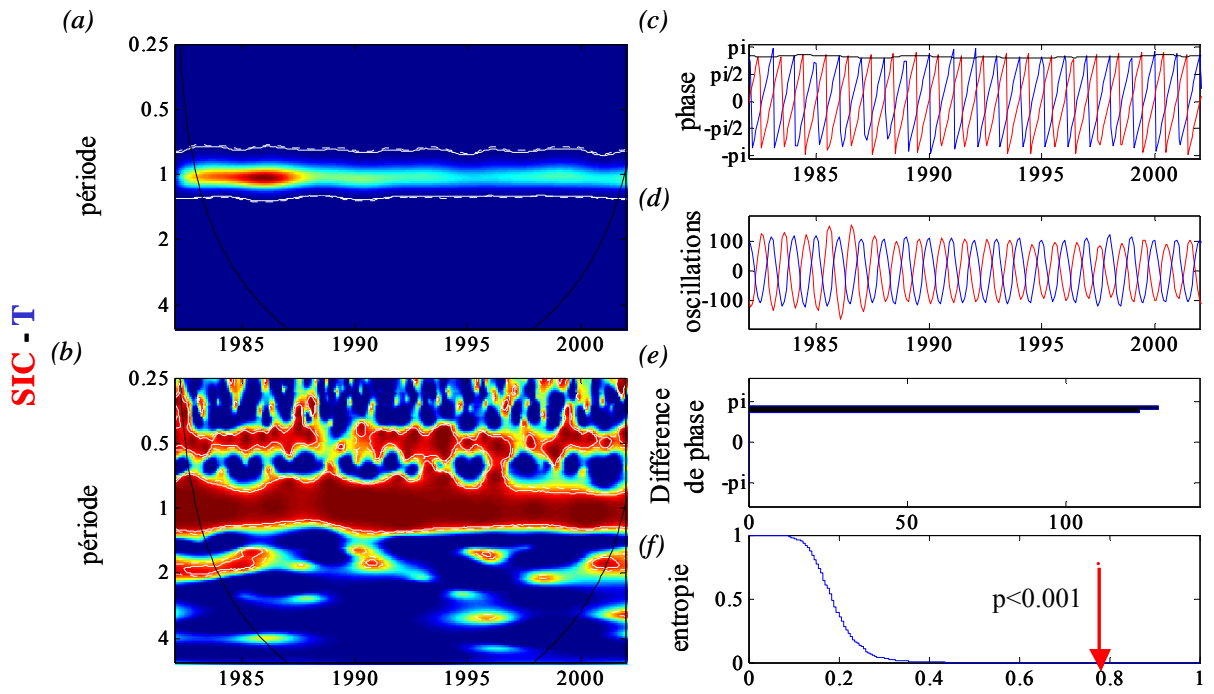 SIC - T
(a)
période
0.25
0.5
1
2
4
1985
1990
1995
2000
(b)
période
0.25
0.5
1
2
4
1985
1990
1995
2000
(c)
phase
pi
pi/2
0
-pi/2
-pi
1985
1990
1995
2000
(d)
oscillations
100
0
-100
1985
1990
1995
2000
(e)
Différence
de phase
pi
0
-pi
0
50
100
(f)
entropie
1
0.5
0
p<0.001
0
0.2
0.4
0.6
0.8
1